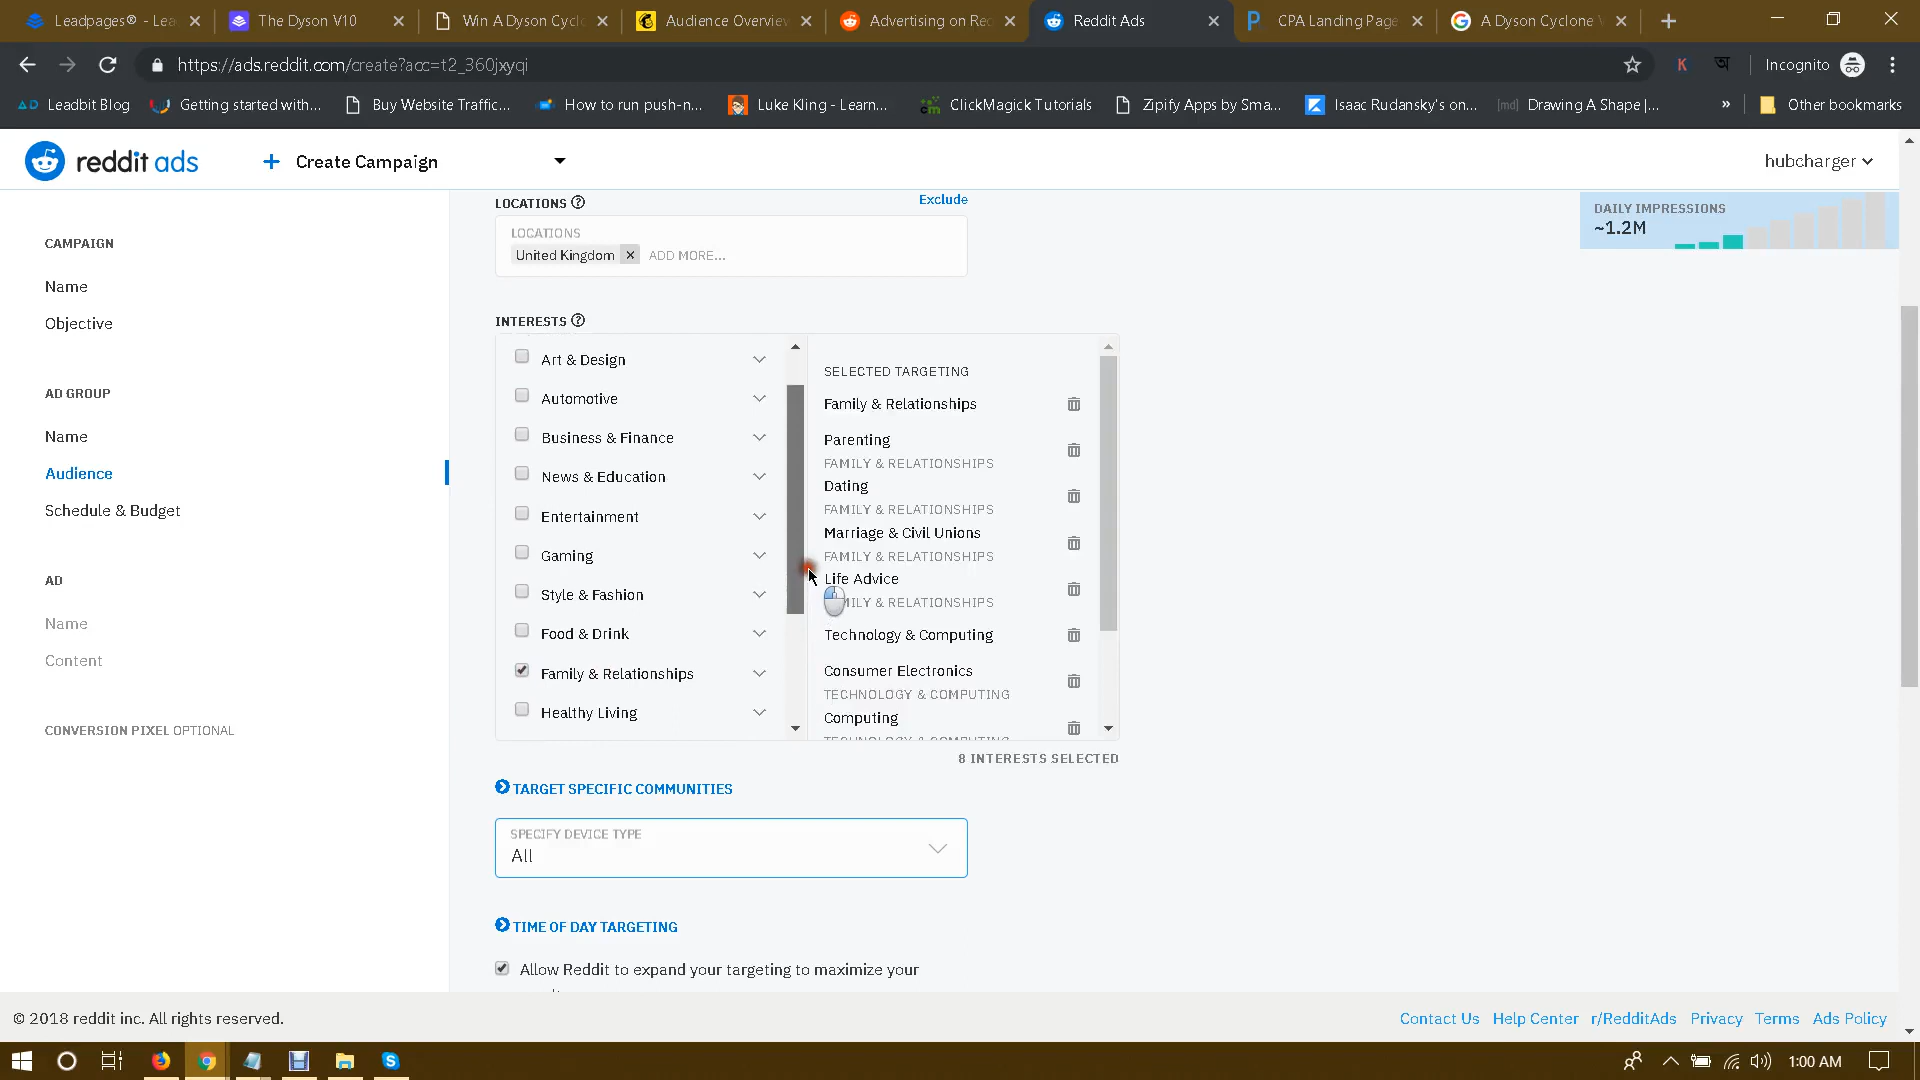 Leadpages® - Lea
The Dyson V10
Win A Dyson Cycl
Audience Overview
Advertising on Re
Reddit Ads
CPA Landing Page
A Dyson Cyclone V
https://ads.reddit.com/create?acc=t2_360jxyqi
Incognito
Leadbit Blog
Getting started with...
Buy Website Traffic...
How to run push-n...
Luke Kling - Learn...
ClickMagick Tutorials
Zipify Apps by Sma...
Isaac Rudansky's on...
Drawing A Shape |...
»
Other bookmarks
reddit ads
+ Create Campaign
hubcharger
CAMPAIGN
Name
Objective
AD GROUP
Name
Audience
Schedule & Budget
AD
Name
Content
CONVERSION PIXEL OPTIONAL
LOCATIONS
Exclude
LOCATIONS
United Kingdom × ADD MORE...
DAILY IMPRESSIONS
~1.2M
INTERESTS
Art & Design
Automotive
Business & Finance
News & Education
Entertainment
Gaming
Style & Fashion
Food & Drink
Family & Relationships
Healthy Living
SELECTED TARGETING
Family & Relationships
Parenting
FAMILY & RELATIONSHIPS
Dating
FAMILY & RELATIONSHIPS
Marriage & Civil Unions
FAMILY & RELATIONSHIPS
Life Advice
MILY & RELATIONSHIPS
Technology & Computing
Consumer Electronics
TECHNOLOGY & COMPUTING
Computing
TECHNOLOGY & COMPUTING
8 INTERESTS SELECTED
TARGET SPECIFIC COMMUNITIES
SPECIFY DEVICE TYPE
All
TIME OF DAY TARGETING
Allow Reddit to expand your targeting to maximize your
© 2018 reddit inc. All rights reserved.
Contact Us
Help Center
r/RedditAds
Privacy
Terms
Ads Policy
1:00 AM